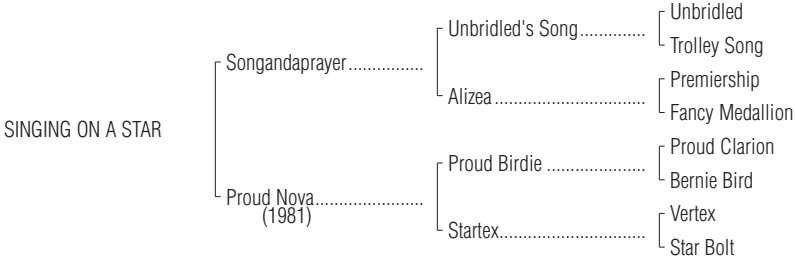 Unbridled
Unbridled's Song..............
Trolley Song
Songandaprayer................
Premiership
Alizea................................
Fancy Medallion
SINGING ON A STAR
Proud Clarion
Proud Birdie .....................
Bernie Bird
Proud Nova.......................
(1981)
Vertex
Startex...............................
Star Bolt